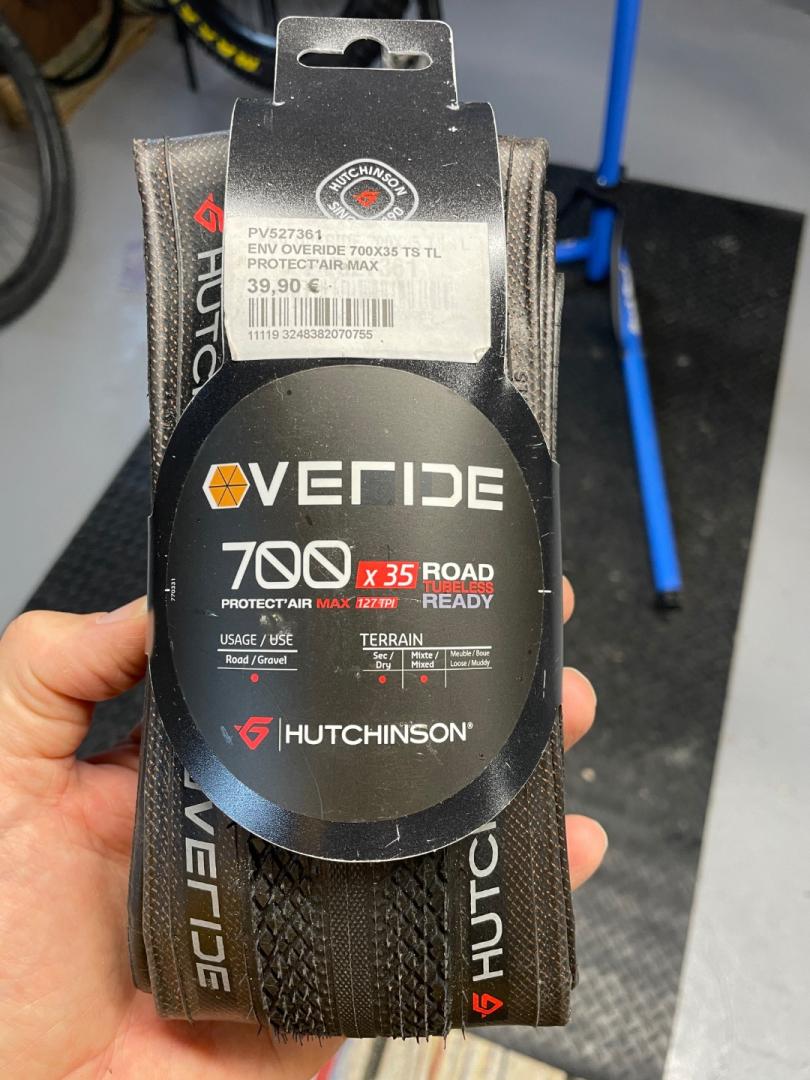 HUTCHINSON
PV527361
ENV OVERIDE 700X35 TS TL
PROTECT'AIR MAX
39,90 €
11119 3248382070755
HUTC
OVERIDE
700 x 35 ROAD
TUBELESS
READY
PROTECT'AIR MAX 127 TPI
USAGE / USE
Road / Gravel
TERRAIN
Sec /
Dry
Mixte /
Mixed
Meuble / Boue
Loose / Muddy
HUTCHINSON®
OVERIDE
HUTC